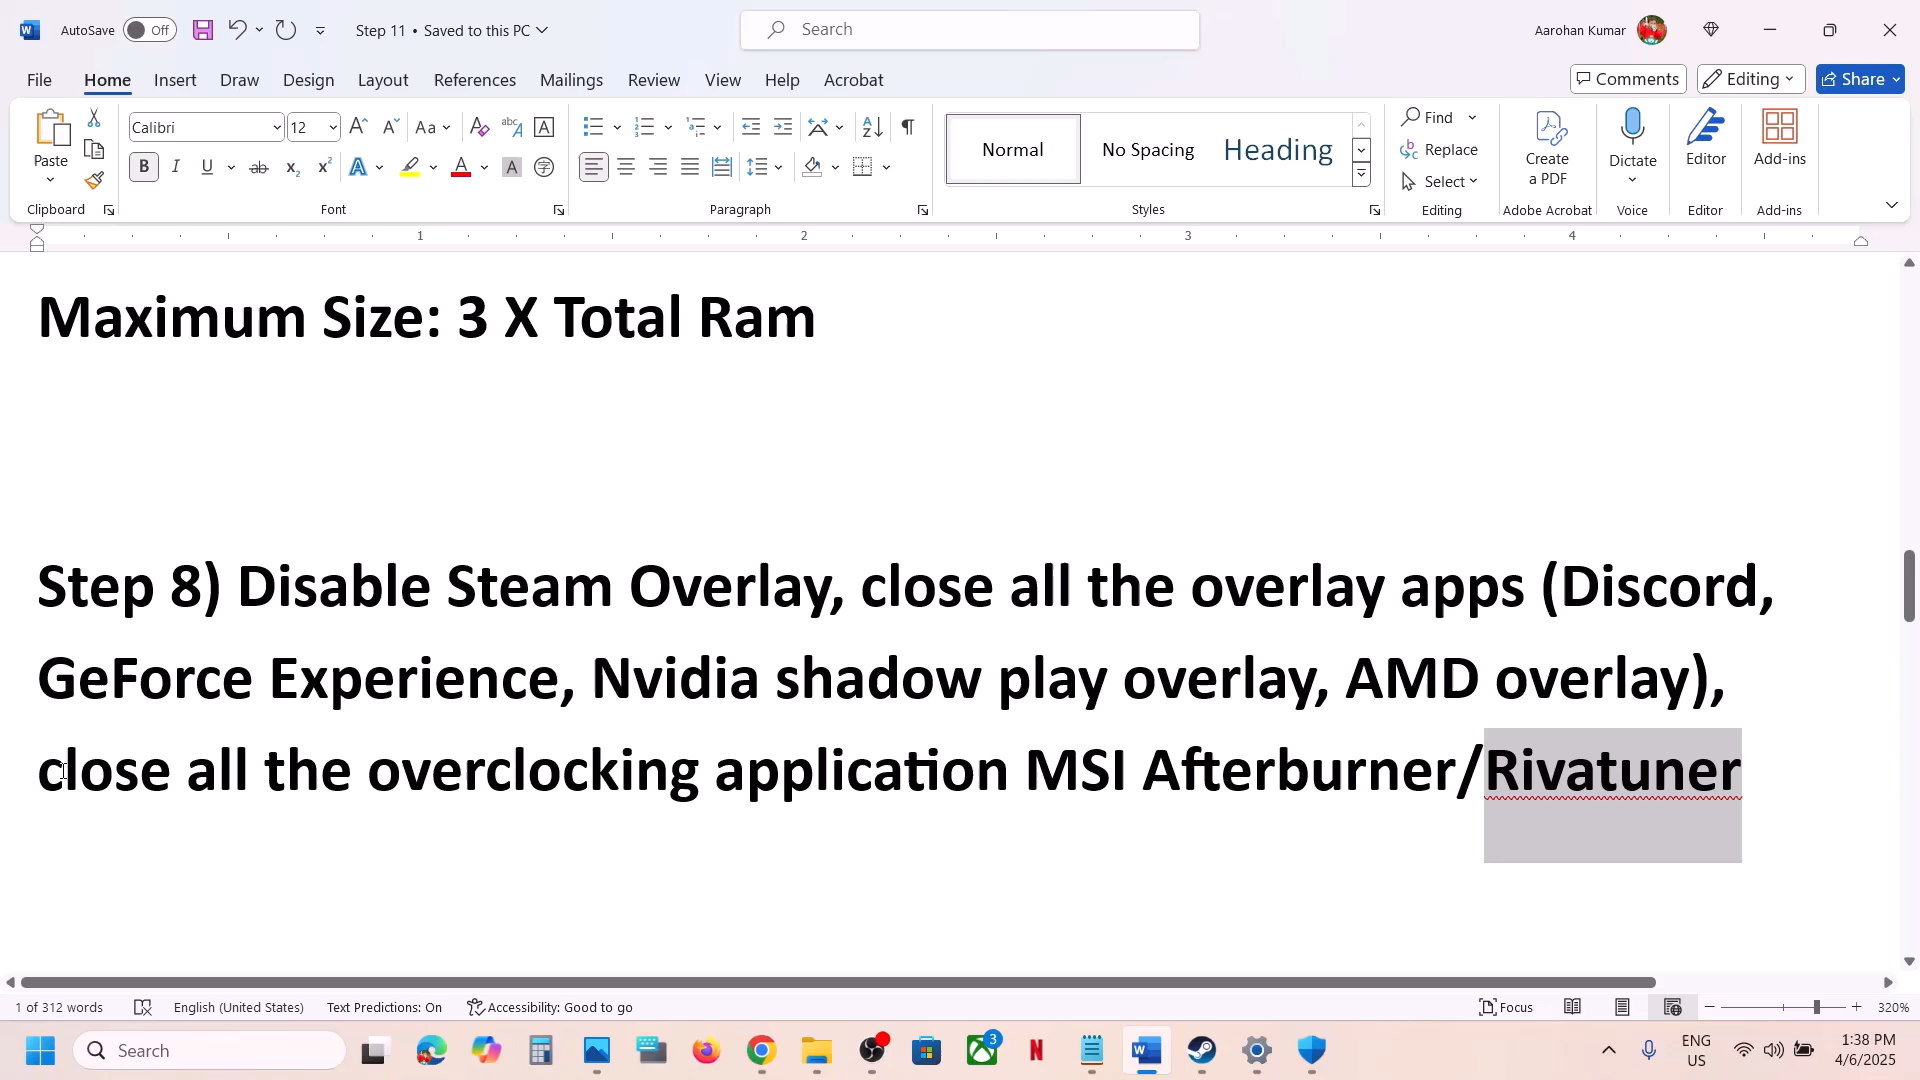 AutoSave Off Step 11 • Saved to this PC Search Aarohan Kumar
File Home Insert Draw Design Layout References Mailings Review View Help Acrobat Comments Editing Share
Paste
Clipboard
Calibri 12
Font
Paragraph
Normal No Spacing Heading
Styles
Find
Replace
Select
Editing
Create
a PDF
Adobe Acrobat
Dictate
Voice
Editor
Editor
Add-ins
Add-ins
1 2 3 4
Maximum Size: 3 X Total Ram
Step 8) Disable Steam Overlay, close all the overlay apps (Discord,
GeForce Experience, Nvidia shadow play overlay, AMD overlay),
close all the overclocking application MSI Afterburner/Rivatuner
1 of 312 words English (United States) Text Predictions: On Accessibility: Good to go Focus 320%
Search 3 ENG
US 1:38 PM
4/6/2025